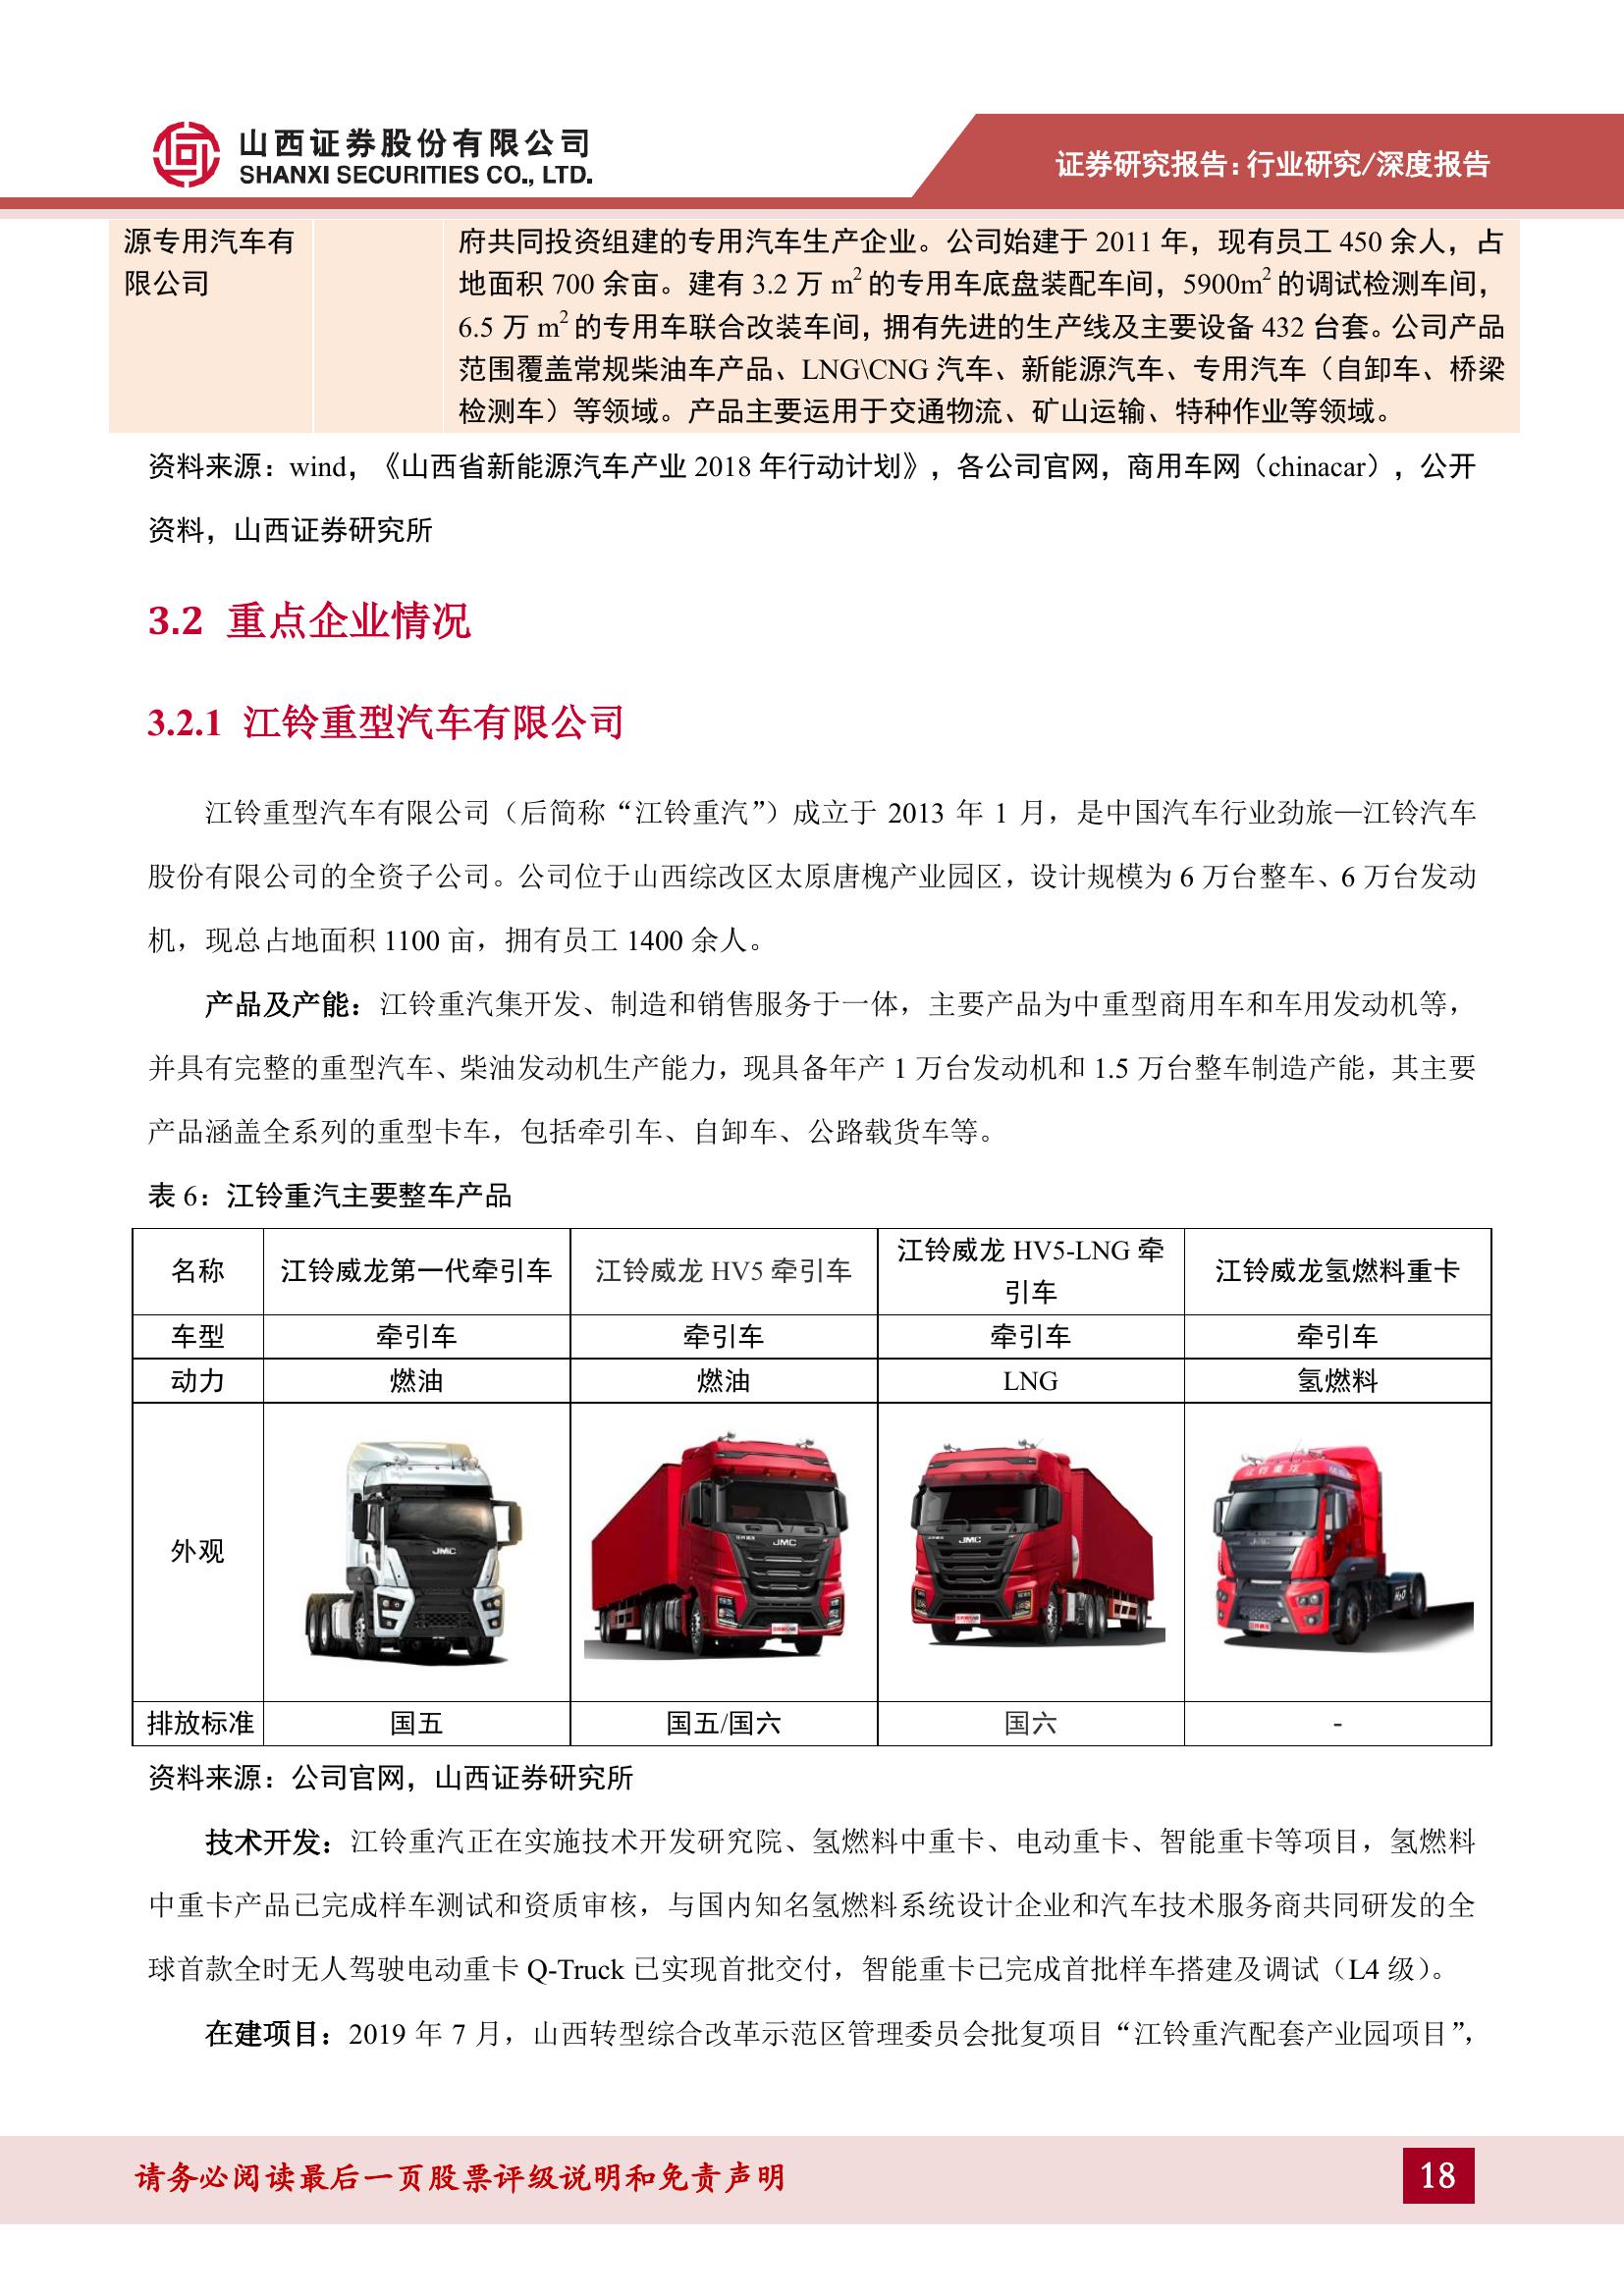 山西证券股份有限公司
SHANXI SECURITIES CO., LTD.
证券研究报告：行业研究/深度报告
源专用汽车有
限公司
府共同投资组建的专用汽车生产企业。公司始建于 2011 年，现有员工 450 余人，占
地面积 700 余亩。建有 3.2 万 m²的专用车底盘装配车间，5900m²的调试检测车间，
6.5 万 m²的专用车联合改装车间，拥有先进的生产线及主要设备 432 台套。公司产品
范围覆盖常规柴油车产品、LNG\CNG 汽车、新能源汽车、专用汽车（自卸车、桥梁
检测车）等领域。产品主要运用于交通物流、矿山运输、特种作业等领域。
资料来源：wind，《山西省新能源汽车产业 2018 年行动计划》，各公司官网，商用车网（chinacar），公开
资料，山西证券研究所
3.2 重点企业情况
3.2.1 江铃重型汽车有限公司
江铃重型汽车有限公司（后简称“江铃重汽”）成立于 2013 年 1 月，是中国汽车行业劲旅—江铃汽车
股份有限公司的全资子公司。公司位于山西综改区太原唐槐产业园区，设计规模为 6 万台整车、6 万台发动
机，现总占地面积 1100 亩，拥有员工 1400 余人。
产品及产能：江铃重汽集开发、制造和销售服务于一体，主要产品为中重型商用车和车用发动机等，
并具有完整的重型汽车、柴油发动机生产能力，现具备年产 1 万台发动机和 1.5 万台整车制造产能，其主要
产品涵盖全系列的重型卡车，包括牵引车、自卸车、公路载货车等。
表 6：江铃重汽主要整车产品
名称 江铃威龙第一代牵引车 江铃威龙 HV5 牵引车 江铃威龙 HV5-LNG 牵
引车 江铃威龙氢燃料重卡
车型 牵引车 牵引车 牵引车 牵引车
动力 燃油 燃油 LNG 氢燃料
外观
JMC
JMC
JMC
江铃重汽
JMC
H₂O
排放标准 国五 国五/国六 国六 -
资料来源：公司官网，山西证券研究所
技术开发：江铃重汽正在实施技术开发研究院、氢燃料中重卡、电动重卡、智能重卡等项目，氢燃料
中重卡产品已完成样车测试和资质审核，与国内知名氢燃料系统设计企业和汽车技术服务商共同研发的全
球首款全时无人驾驶电动重卡 Q-Truck 已实现首批交付，智能重卡已完成首批样车搭建及调试（L4 级）。
在建项目：2019 年 7 月，山西转型综合改革示范区管理委员会批复项目“江铃重汽配套产业园项目”，
请务必阅读最后一页股票评级说明和免责声明
18